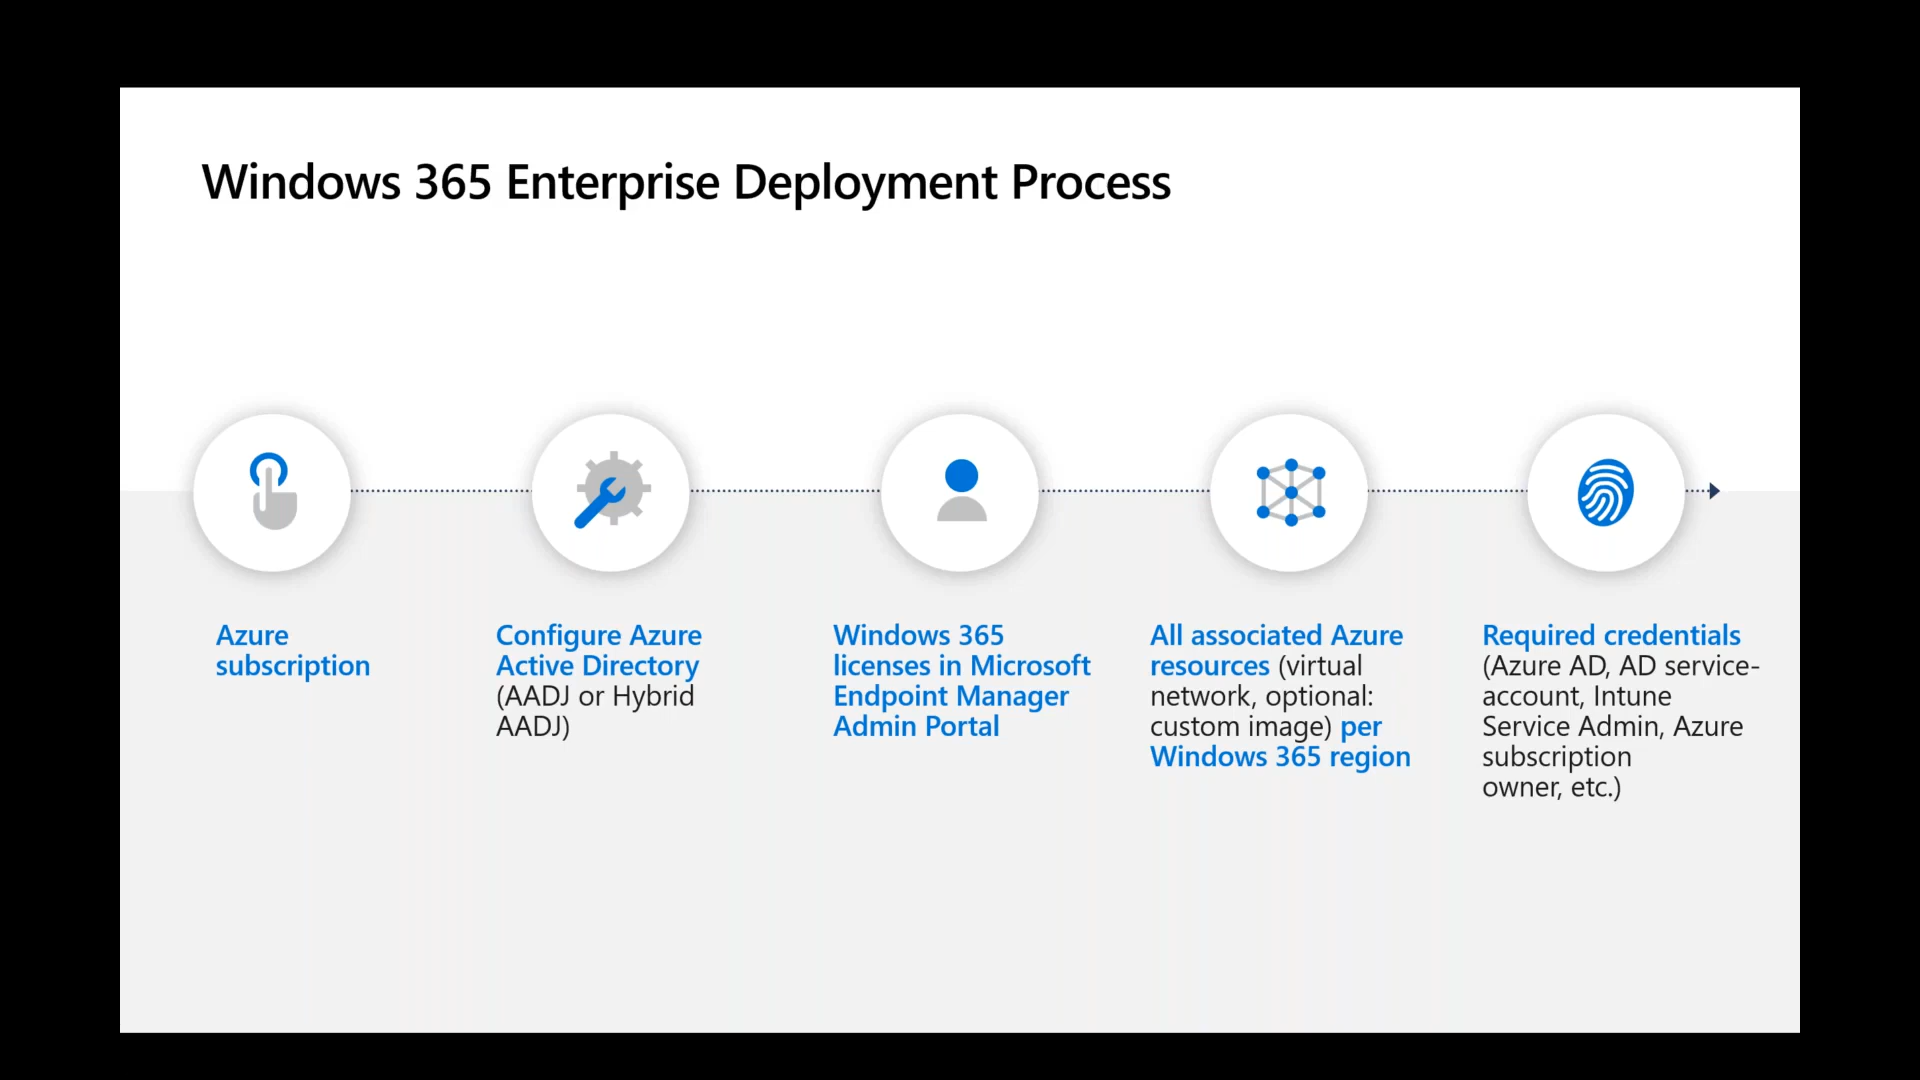 Windows 365 Enterprise Deployment Process
Azure
subscription
Configure Azure
Active Directory
(AADJ or Hybrid
AADJ)
Windows 365
licenses in Microsoft
Endpoint Manager
Admin Portal
All associated Azure
resources (virtual
network, optional:
custom image) per
Windows 365 region
Required credentials
(Azure AD, AD service-
account, Intune
Service Admin, Azure
subscription
owner, etc.)